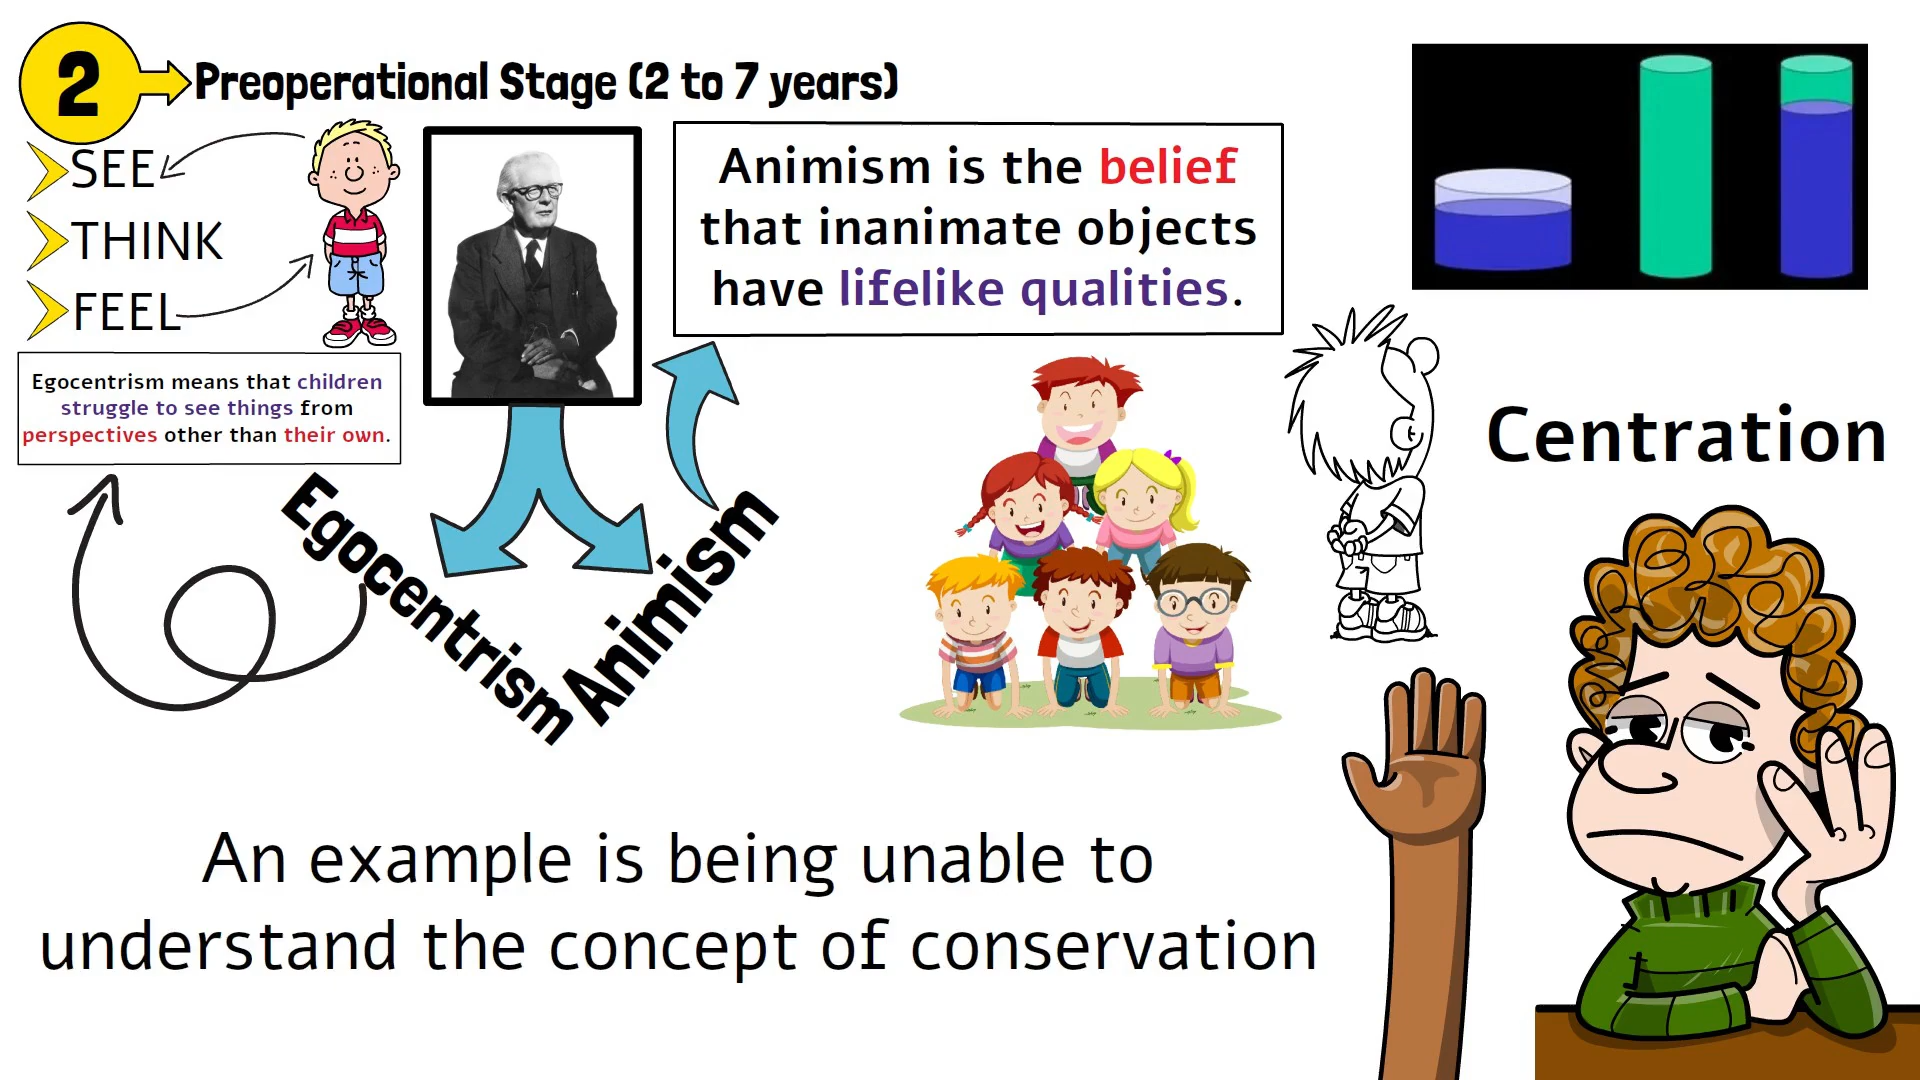 2
Preoperational Stage (2 to 7 years)
SEE
THINK
FEEL
Egocentrism means that children
struggle to see things from
perspectives other than their own.
Egocentrism
Animism
Animism is the belief
that inanimate objects
have lifelike qualities.
Centration
An example is being unable to
understand the concept of conservation